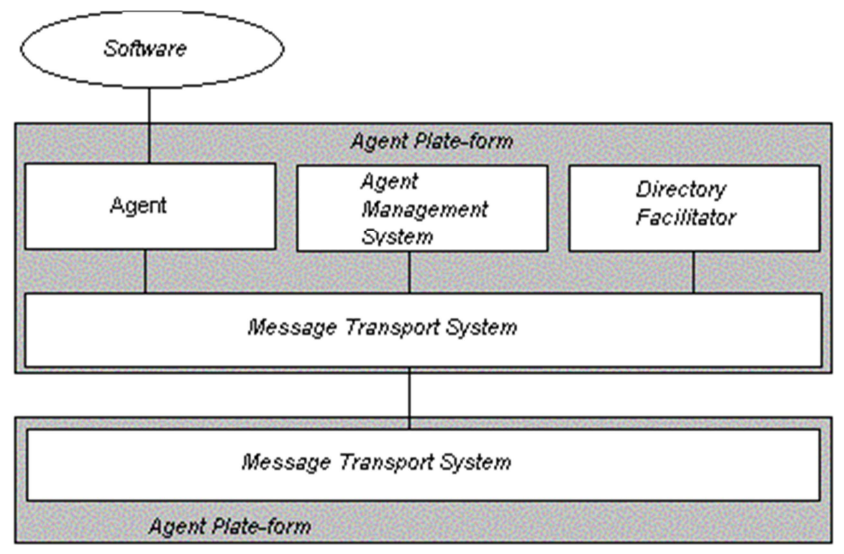 Software
Agent Plate-form
Agent
Agent
Management
System
Directory
Facilitator
Message Transport System
Message Transport System
Agent Plate-form